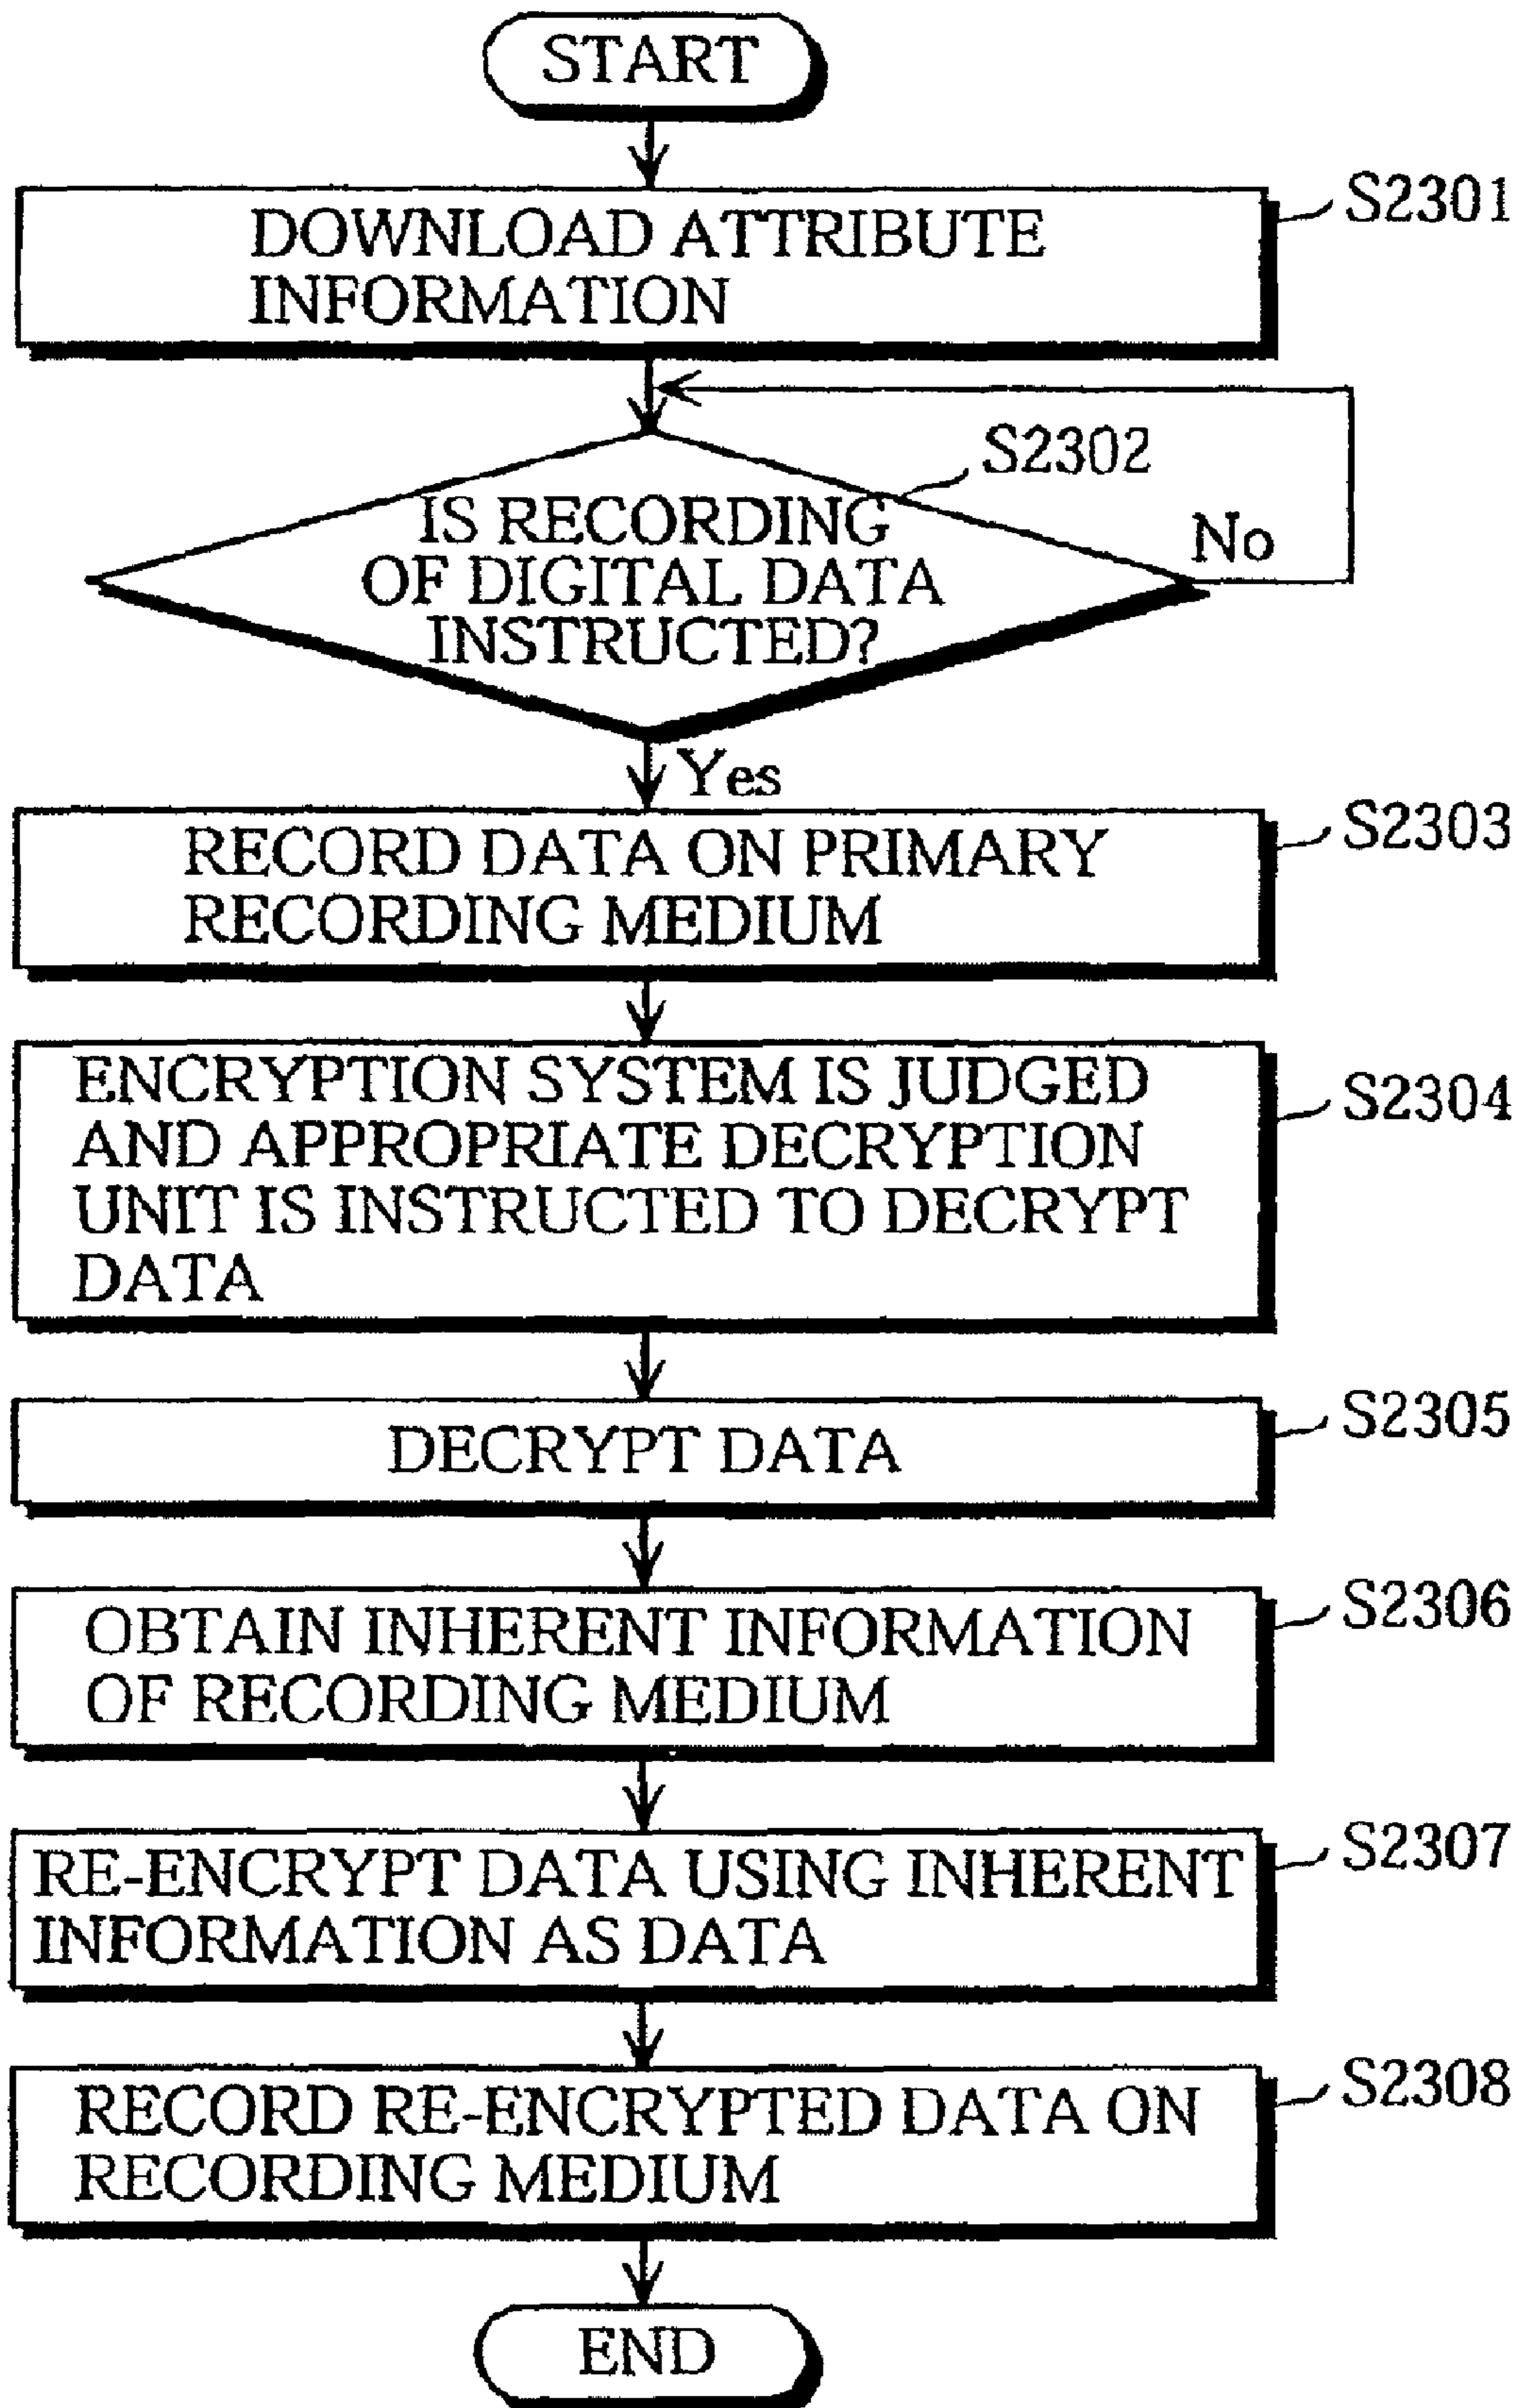 START
DOWNLOAD ATTRIBUTE
INFORMATION
S2301
S2302
IS RECORDING
OF DIGITAL DATA
INSTRUCTED?
No
Yes
RECORD DATA ON PRIMARY
RECORDING MEDIUM
S2303
ENCRYPTION SYSTEM IS JUDGED
AND APPROPRIATE DECRYPTION
UNIT IS INSTRUCTED TO DECRYPT
DATA
S2304
DECRYPT DATA
S2305
OBTAIN INHERENT INFORMATION
OF RECORDING MEDIUM
S2306
RE-ENCRYPT DATA USING INHERENT
INFORMATION AS DATA
S2307
RECORD RE-ENCRYPTED DATA ON
RECORDING MEDIUM
S2308
END